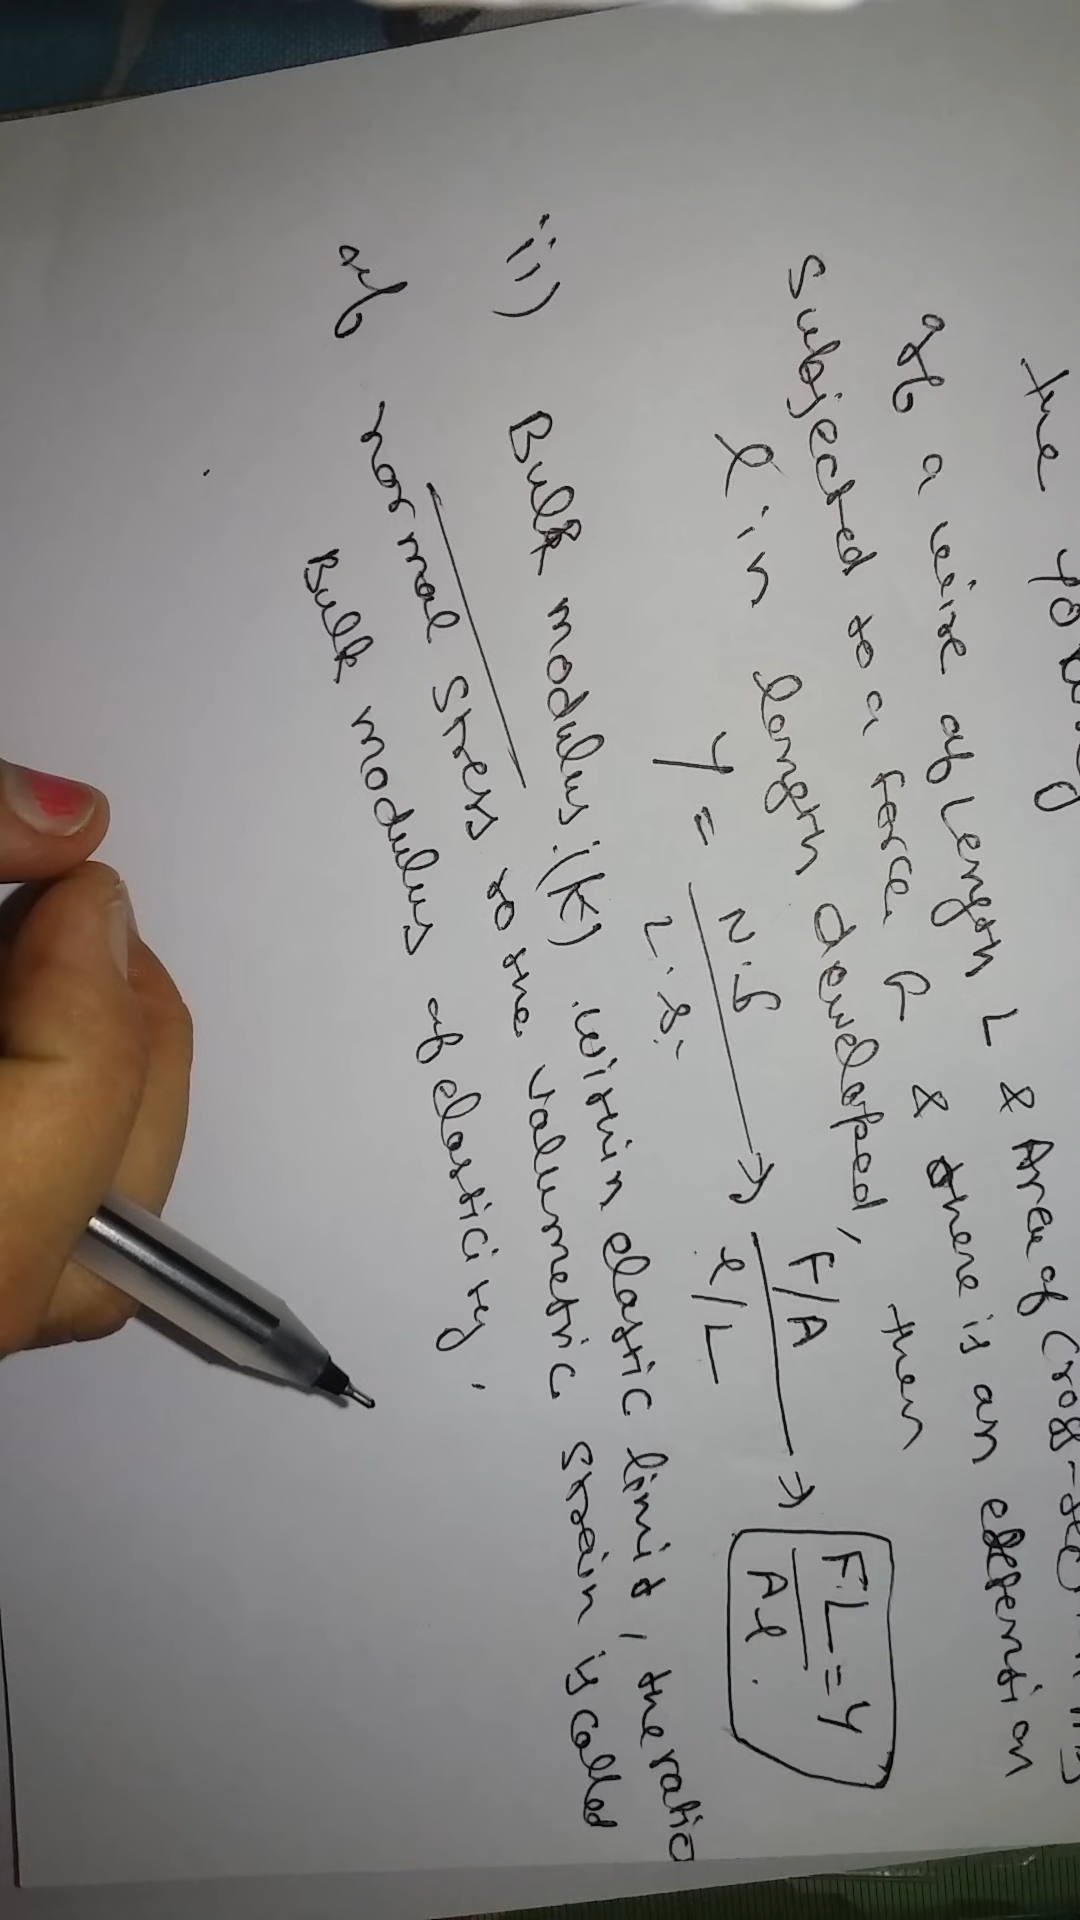 the young
of a wire of Length L & Area of Cross-
subjected to a force & there is an
l in length developed, then
Y = N.S → F/A → F.L = Y
L.S. l/L Al.
ii) Bulk modulus :(K) within elastic limit, the ratio
of normal stress to the volumetric strain is called
Bulk modulus of elasticity.